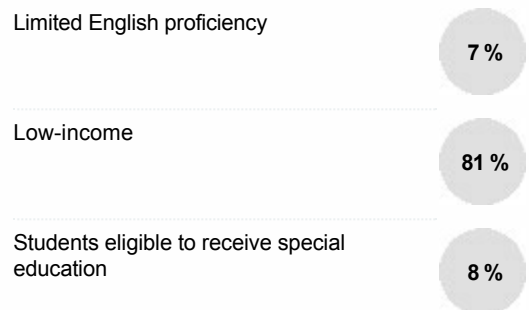 Limited English proficiency
7 %
Low-income
81 %
Students eligible to receive special
education
8 %